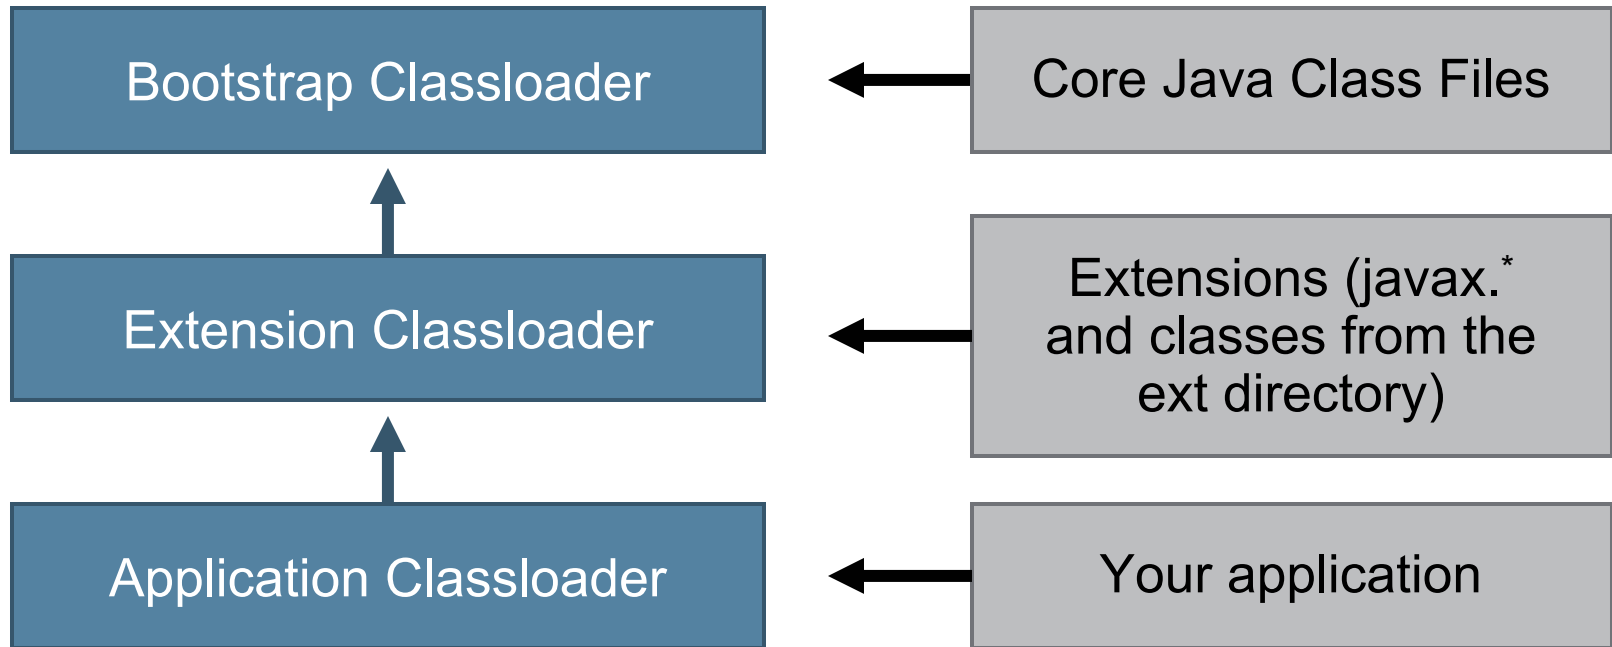 Bootstrap Classloader
Core Java Class Files
Extension Classloader
Extensions (javax.*
and classes from the
ext directory)
Application Classloader
Your application